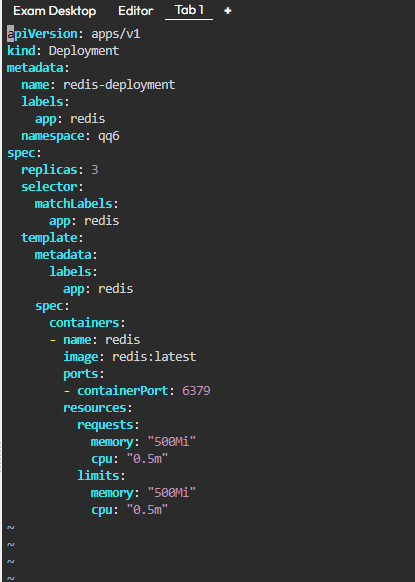 Exam Desktop Editor Tab 1 +
apiVersion: apps/v1
kind: Deployment
metadata:
  name: redis-deployment
  labels:
    app: redis
  namespace: qq6
spec:
  replicas: 3
  selector:
    matchLabels:
      app: redis
  template:
    metadata:
      labels:
        app: redis
    spec:
      containers:
      - name: redis
        image: redis:latest
        ports:
        - containerPort: 6379
        resources:
          requests:
            memory: "500Mi"
            cpu: "0.5m"
          limits:
            memory: "500Mi"
            cpu: "0.5m"
~
~
~
~